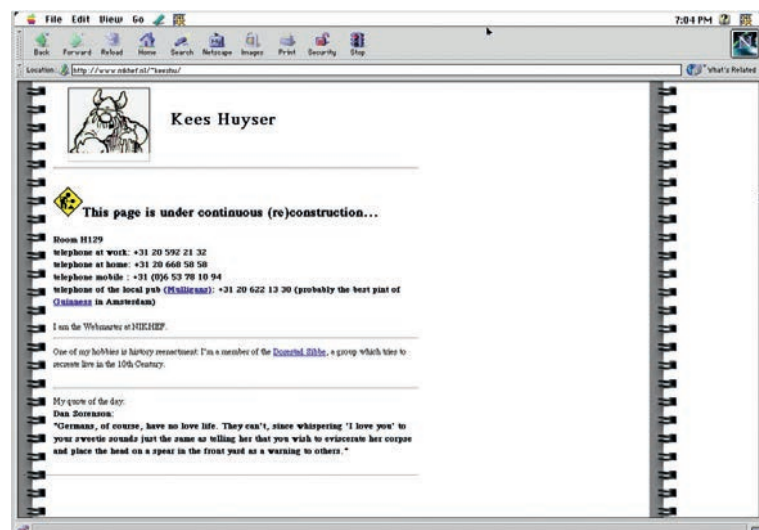 File Edit View Go 7:04 PM
Back Forward Reload Home Search Netscape Images Print Security Stop
Location: http://www.nikhef.nl/~keeshu/ What's Related
Kees Huyser
This page is under continuous (re)construction...
Room H129
telephone at work: +31 20 592 21 32
telephone at home: +31 20 668 58 58
telephone mobile : +31 (0)6 53 78 10 94
telephone of the local pub (Mulligans): +31 20 622 13 30 (probably the best pint of
Guinness in Amsterdam)
I am the Webmaster at NIKHEF.
One of my hobbies is history reenactment: I'm a member of the Dorestad Sibbe, a group which tries to
recreate live in the 10th Century.
My quote of the day:
Dan Sorenson:
"Germans, of course, have no love life. They can't, since whispering 'I love you' to
your sweetie sounds just the same as telling her that you wish to eviscerate her corpse
and place the head on a spear in the front yard as a warning to others."